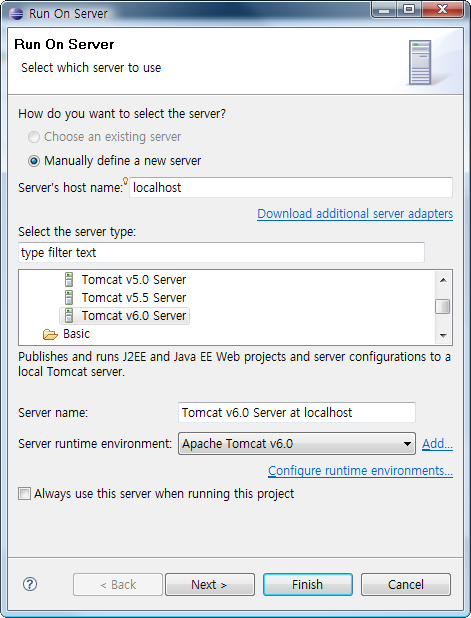 Run On Server
Run On Server
Select which server to use
How do you want to select the server?
Choose an existing server
Manually define a new server
Server's host name: localhost
Download additional server adapters
Select the server type:
type filter text
Tomcat v5.0 Server
Tomcat v5.5 Server
Tomcat v6.0 Server
Basic
Publishes and runs J2EE and Java EE Web projects and server configurations to a
local Tomcat server.
Server name: Tomcat v6.0 Server at localhost
Server runtime environment: Apache Tomcat v6.0 Add...
Configure runtime environments...
Always use this server when running this project
? < Back Next > Finish Cancel